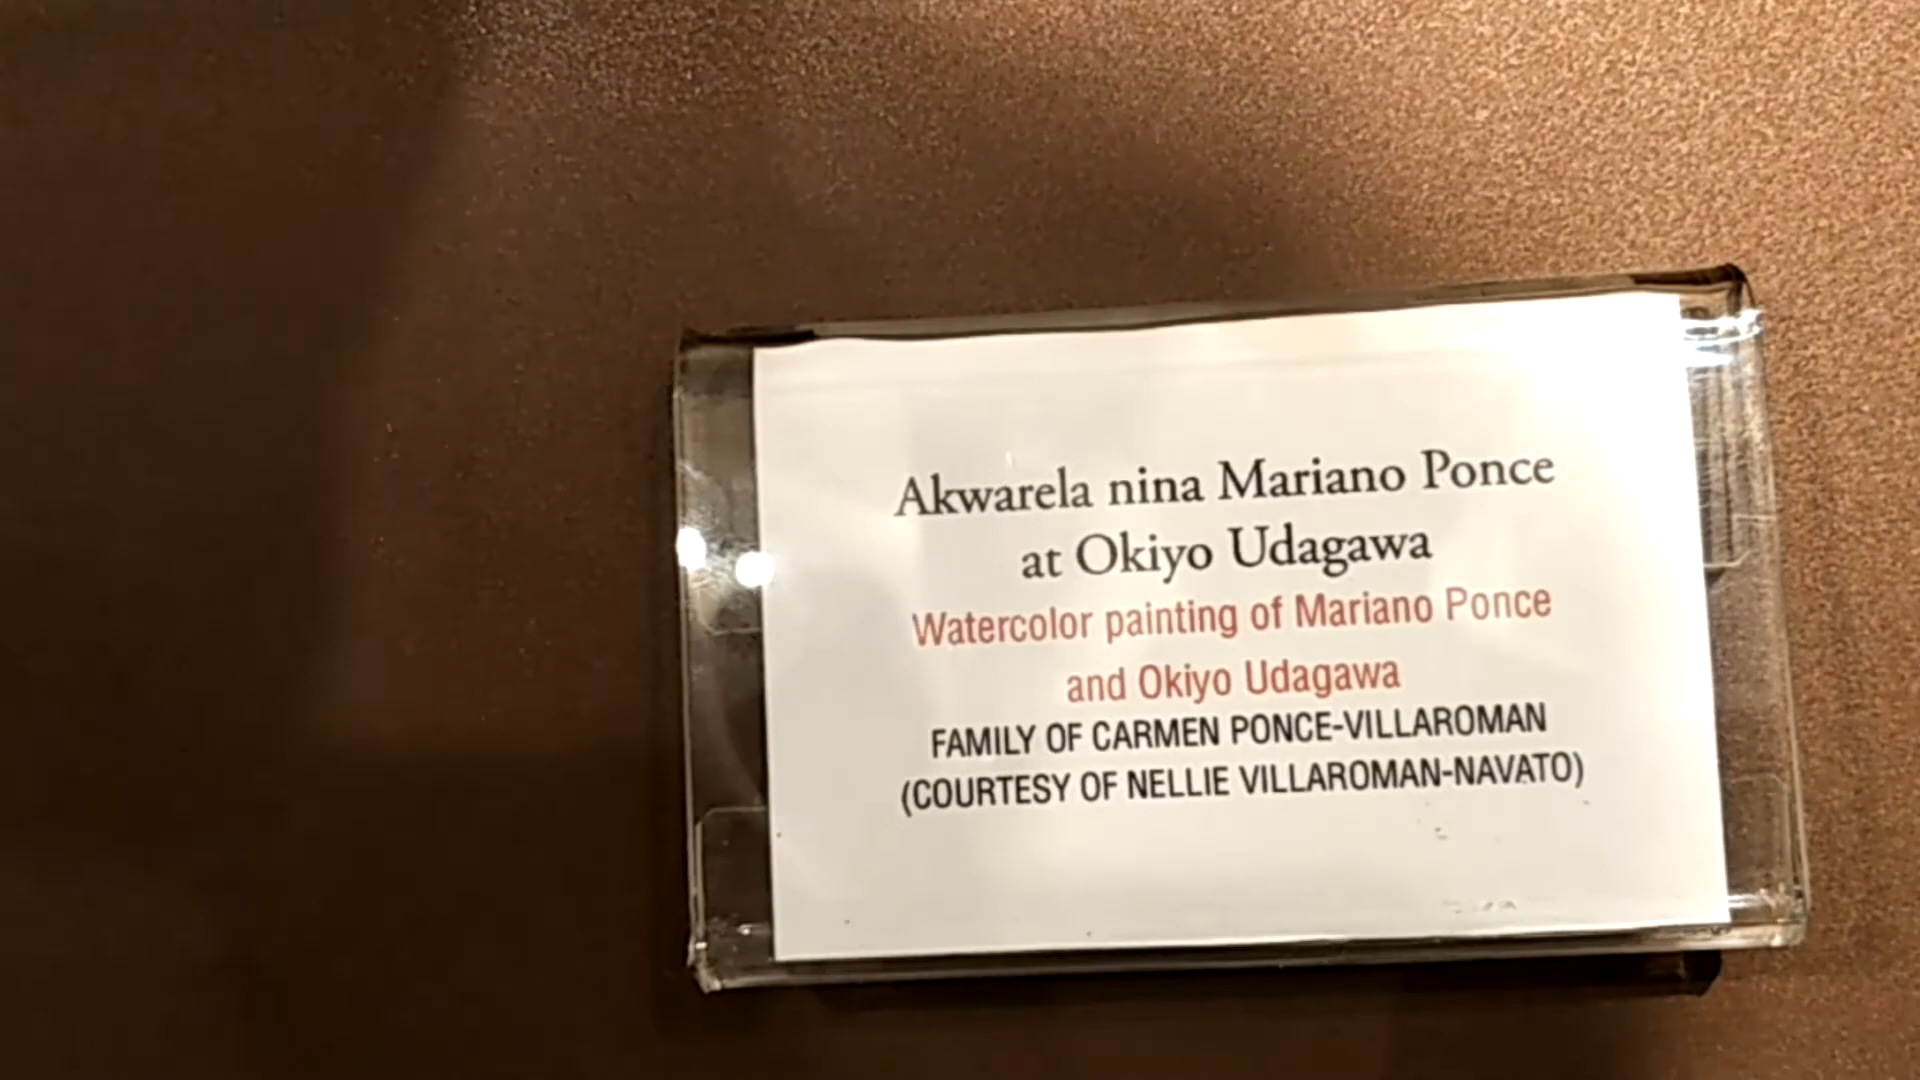 Akwarela nina Mariano Ponce
at Okiyo Udagawa
Watercolor painting of Mariano Ponce
and Okiyo Udagawa
FAMILY OF CARMEN PONCE-VILLAROMAN
(COURTESY OF NELLIE VILLAROMAN-NAVATO)